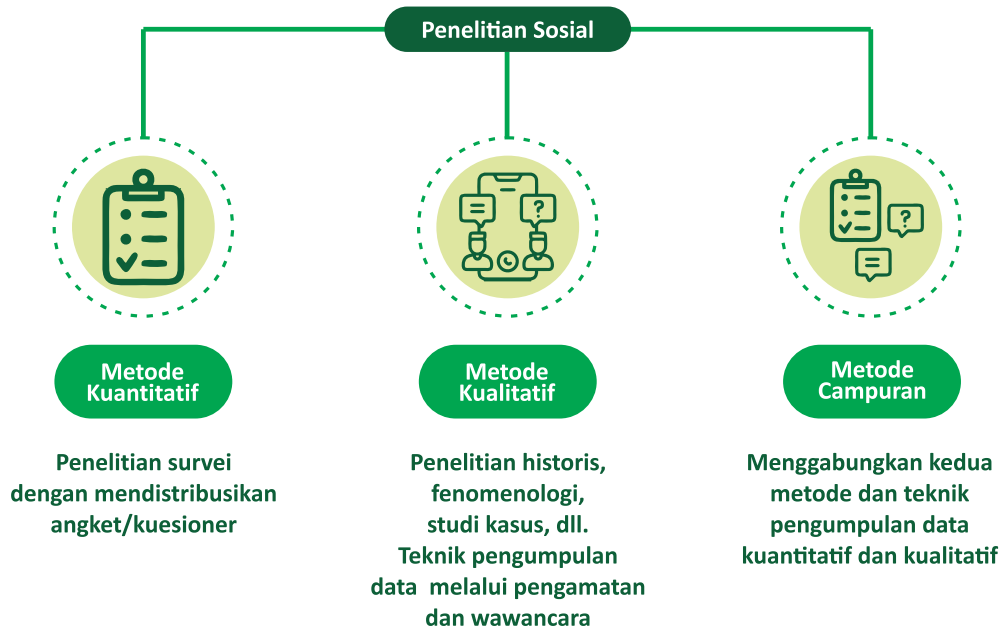 Penelitian Sosial
?
?
Metode
Kuantitatif
Penelitian survei
dengan mendistribusikan
angket/kuesioner
Metode
Kualitatif
Penelitian historis,
fenomenologi,
studi kasus, dll.
Teknik pengumpulan
data melalui pengamatan
dan wawancara
Metode
Campuran
Menggabungkan kedua
metode dan teknik
pengumpulan data
kuantitatif dan kualitatif